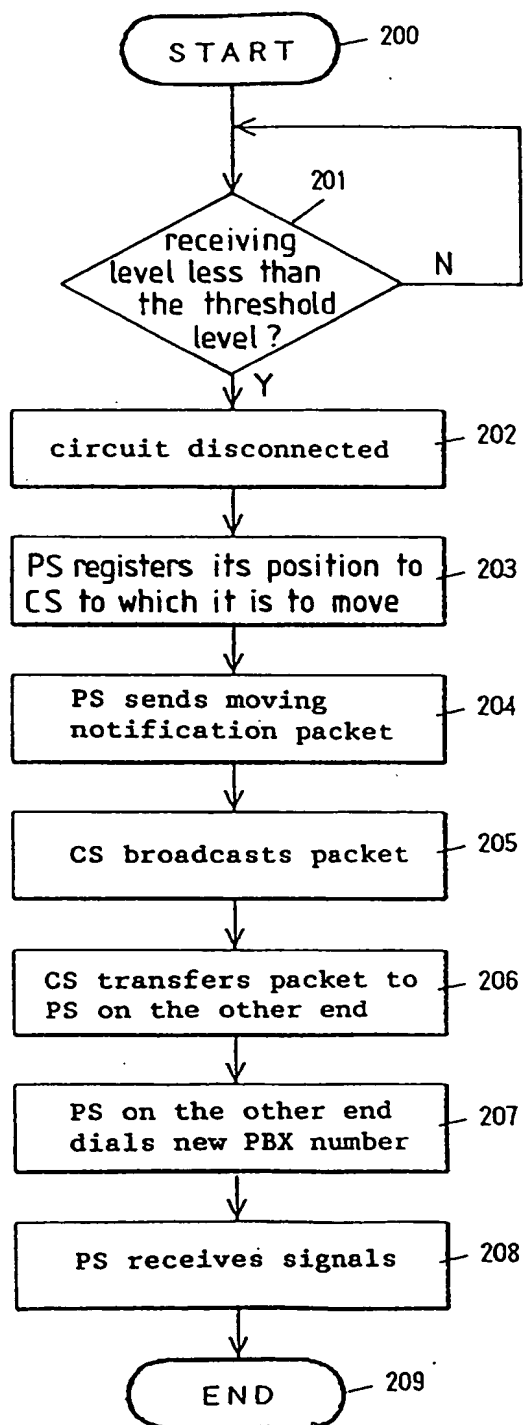 START
200
201
receiving
level less than
the threshold
level?
N
Y
circuit disconnected
202
PS registers its position to
CS to which it is to move
203
PS sends moving
notification packet
204
CS broadcasts packet
205
CS transfers packet to
PS on the other end
206
PS on the other end
dials new PBX number
207
PS receives signals
208
END
209